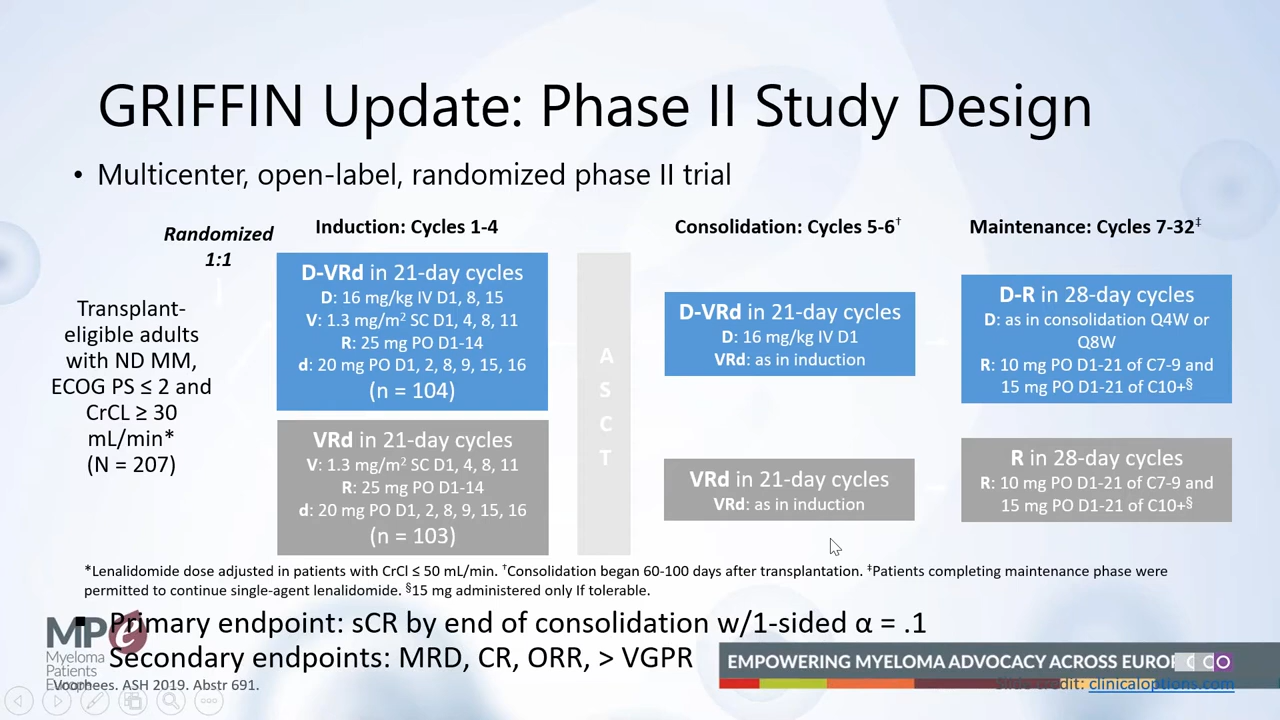 GRIFFIN Update: Phase II Study Design
• Multicenter, open-label, randomized phase II trial
Randomized
1:1
Transplant-
eligible adults
with ND MM,
ECOG PS ≤ 2 and
CrCL ≥ 30
mL/min*
(N = 207)
Induction: Cycles 1-4
D-VRd in 21-day cycles
D: 16 mg/kg IV D1, 8, 15
V: 1.3 mg/m² SC D1, 4, 8, 11
R: 25 mg PO D1-14
d: 20 mg PO D1, 2, 8, 9, 15, 16
(n = 104)
VRd in 21-day cycles
V: 1.3 mg/m² SC D1, 4, 8, 11
R: 25 mg PO D1-14
d: 20 mg PO D1, 2, 8, 9, 15, 16
(n = 103)
A
S
C
T
Consolidation: Cycles 5-6†
D-VRd in 21-day cycles
D: 16 mg/kg IV D1
VRd: as in induction
VRd in 21-day cycles
VRd: as in induction
Maintenance: Cycles 7-32‡
D-R in 28-day cycles
D: as in consolidation Q4W or
Q8W
R: 10 mg PO D1-21 of C7-9 and
15 mg PO D1-21 of C10+§
R in 28-day cycles
R: 10 mg PO D1-21 of C7-9 and
15 mg PO D1-21 of C10+§
*Lenalidomide dose adjusted in patients with CrCl ≤ 50 mL/min. †Consolidation began 60-100 days after transplantation. ‡Patients completing maintenance phase were
permitted to continue single-agent lenalidomide. §15 mg administered only If tolerable.
▪ Primary endpoint: sCR by end of consolidation w/1-sided α = .1
Secondary endpoints: MRD, CR, ORR, > VGPR
MPe
Myeloma
Patients
Europe
Voorhees. ASH 2019. Abstr 691.
EMPOWERING MYELOMA ADVOCACY ACROSS EUROP
CCO
Slide credit: clinicaloptions.com